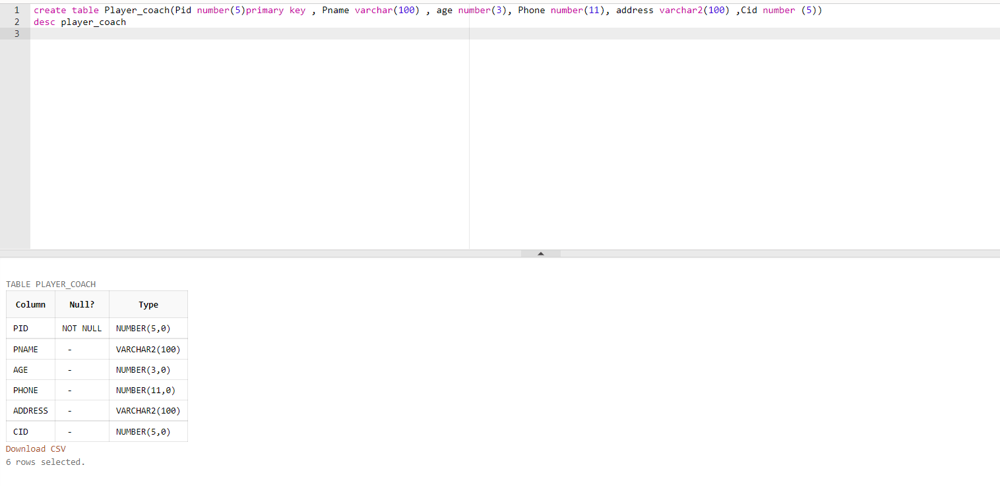 1 create table Player_coach(Pid number(5)primary key , Pname varchar(100) , age number(3), Phone number(11), address varchar2(100) ,Cid number (5))
2 desc player_coach
3
TABLE PLAYER_COACH
Column Null? Type
PID NOT NULL NUMBER(5,0)
PNAME - VARCHAR2(100)
AGE - NUMBER(3,0)
PHONE - NUMBER(11,0)
ADDRESS - VARCHAR2(100)
CID - NUMBER(5,0)
Download CSV
6 rows selected.